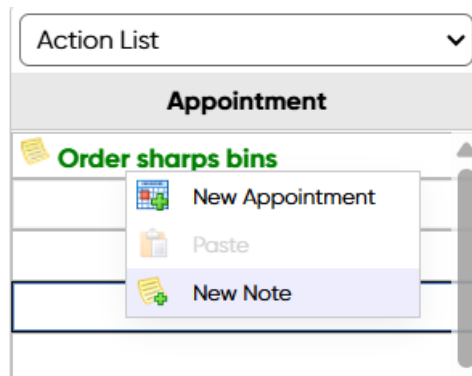 Action List
Appointment
Order sharps bins
New Appointment
Paste
New Note